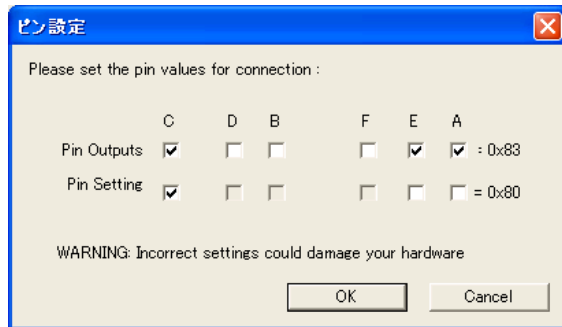 ピン設定
Please set the pin values for connection :
C D B F E A
Pin Outputs : 0x83
Pin Setting = 0x80
WARNING: Incorrect settings could damage your hardware
OK Cancel